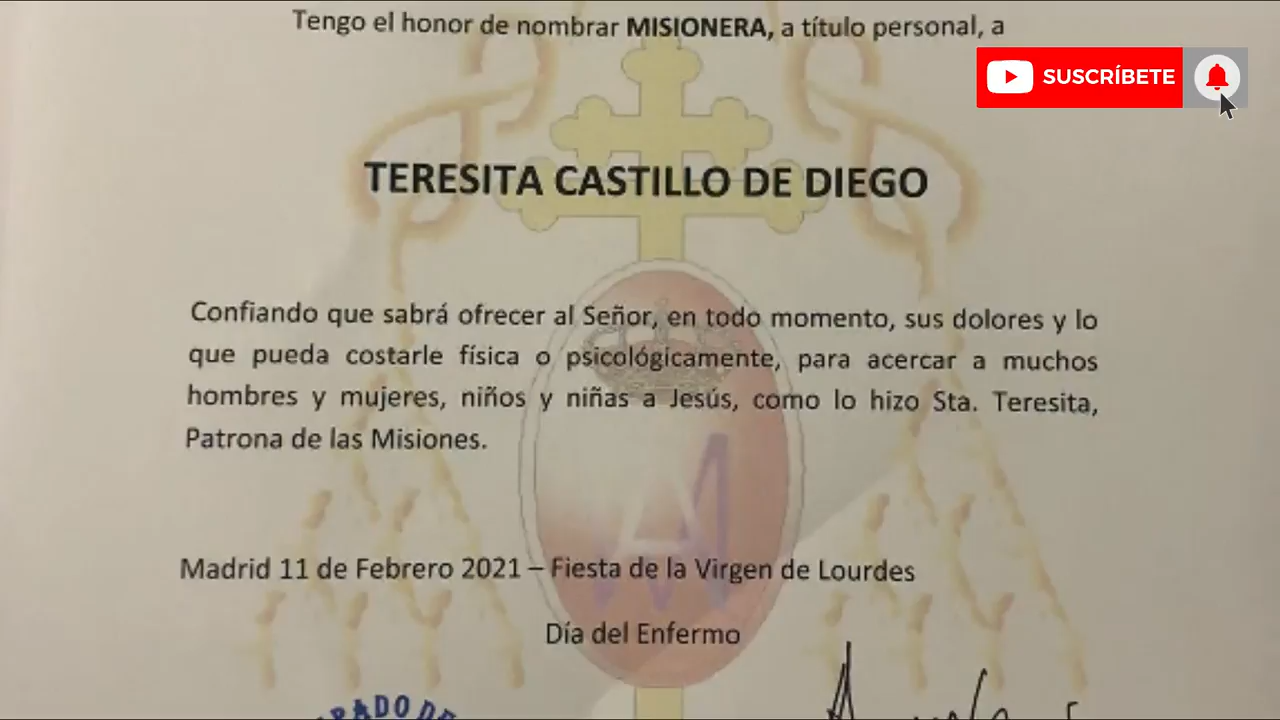 Tengo el honor de nombrar MISIONERA, a título personal, a
SUSCRÍBETE
TERESITA CASTILLO DE DIEGO
Confiando que sabrá ofrecer al Señor, en todo momento, sus dolores y lo
que pueda costarle física o psicológicamente, para acercar a muchos
hombres y mujeres, niños y niñas a Jesús, como lo hizo Sta. Teresita,
Patrona de las Misiones.
Madrid 11 de Febrero 2021 – Fiesta de la Virgen de Lourdes
Día del Enfermo